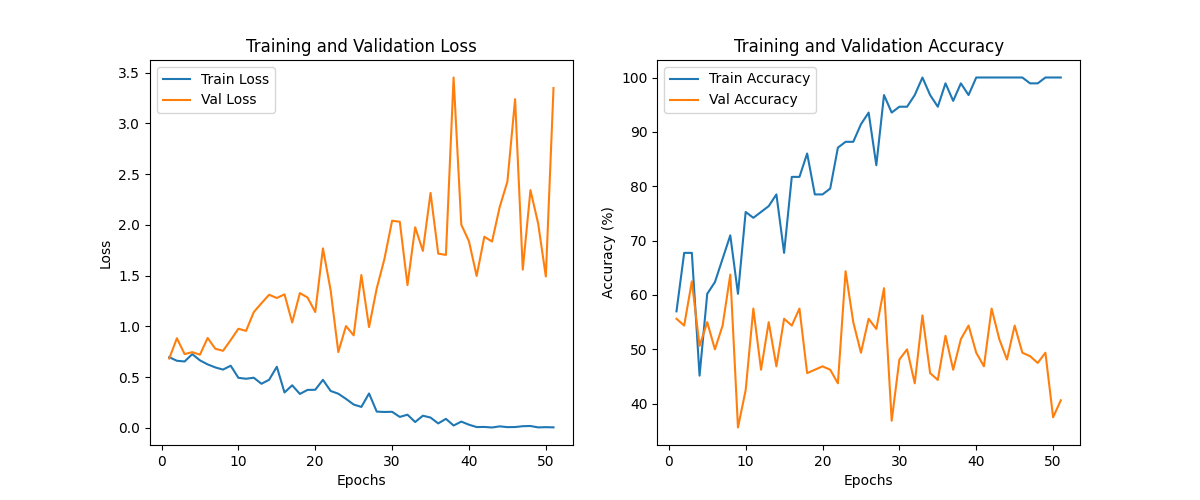 Training and Validation Loss
Train Loss
Val Loss
3.5
3.0
2.5
2.0
1.5
1.0
0.5
0.0
Loss
0 10 20 30 40 50
Epochs
Training and Validation Accuracy
Train Accuracy
Val Accuracy
100
90
80
70
60
50
40
Accuracy (%)
0 10 20 30 40 50
Epochs